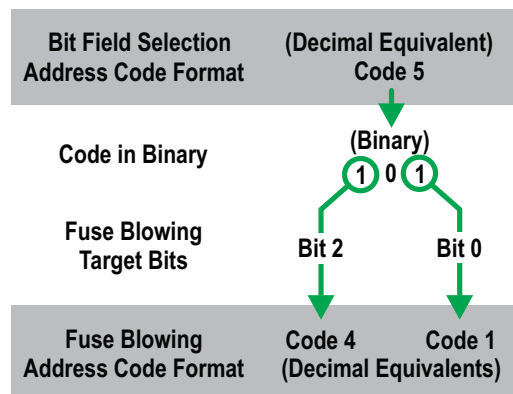 Bit Field Selection
Address Code Format
(Decimal Equivalent)
Code 5
Code in Binary
(Binary)
1 0 1
Fuse Blowing
Target Bits
Bit 2
Bit 0
Fuse Blowing
Address Code Format
Code 4
Code 1
(Decimal Equivalents)